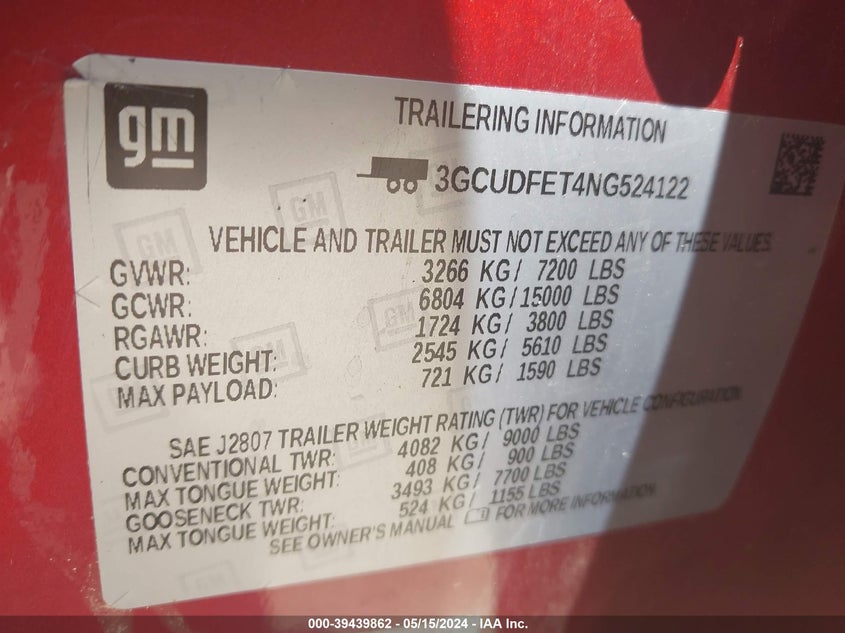 gm
TRAILERING INFORMATION
3GCUDFET4NG524122
VEHICLE AND TRAILER MUST NOT EXCEED ANY OF THESE VALUES.
GVWR: 3266 KG/ 7200 LBS
GCWR: 6804 KG/15000 LBS
RGAWR: 1724 KG/ 3800 LBS
CURB WEIGHT: 2545 KG/ 5610 LBS
MAX PAYLOAD: 721 KG/ 1590 LBS
SAE J2807 TRAILER WEIGHT RATING (TWR) FOR VEHICLE CONFIGURATION
CONVENTIONAL TWR: 4082 KG/ 9000 LBS
MAX TONGUE WEIGHT: 408 KG/ 900 LBS
GOOSENECK TWR: 3493 KG/ 7700 LBS
MAX TONGUE WEIGHT: 524 KG/ 1155 LBS
SEE OWNER'S MANUAL FOR MORE INFORMATION.
000-39439862 - 05/15/2024 - IAA Inc.